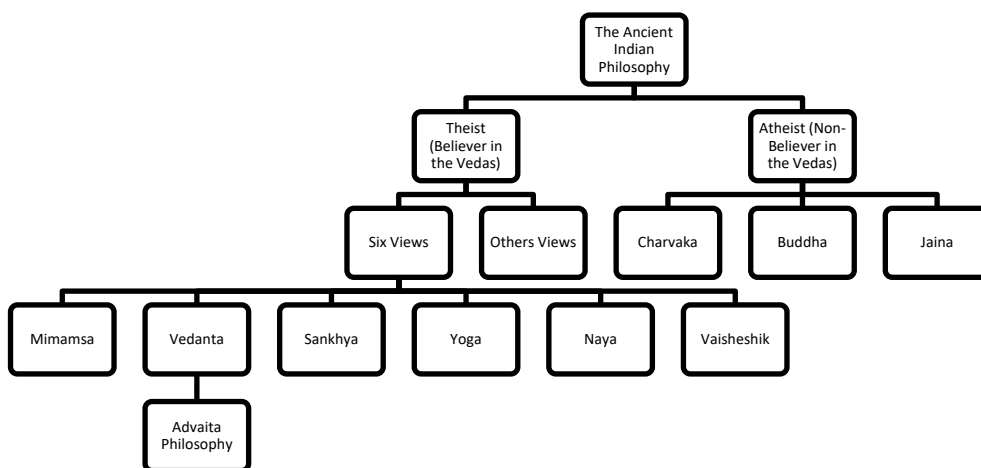 The Ancient
Indian
Philosophy
Theist
(Believer in
the Vedas)
Atheist (Non-
Believer in
the Vedas)
Six Views
Others Views
Charvaka
Buddha
Jaina
Mimamsa
Vedanta
Sankhya
Yoga
Naya
Vaisheshik
Advaita
Philosophy